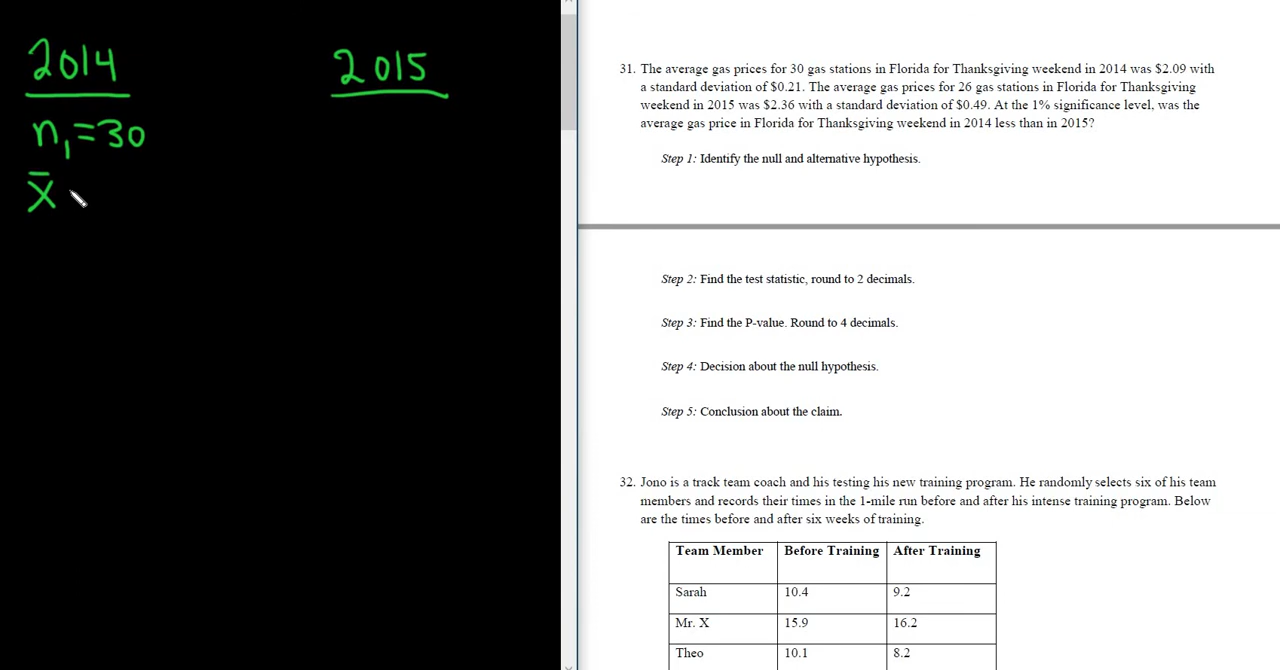 2014
2015
n₁=30
x̄
31. The average gas prices for 30 gas stations in Florida for Thanksgiving weekend in 2014 was $2.09 with
a standard deviation of $0.21. The average gas prices for 26 gas stations in Florida for Thanksgiving
weekend in 2015 was $2.36 with a standard deviation of $0.49. At the 1% significance level, was the
average gas price in Florida for Thanksgiving weekend in 2014 less than in 2015?
Step 1: Identify the null and alternative hypothesis.
Step 2: Find the test statistic, round to 2 decimals.
Step 3: Find the P-value. Round to 4 decimals.
Step 4: Decision about the null hypothesis.
Step 5: Conclusion about the claim.
32. Jono is a track team coach and his testing his new training program. He randomly selects six of his team
members and records their times in the 1-mile run before and after his intense training program. Below
are the times before and after six weeks of training.
Team Member Before Training After Training
Sarah 10.4 9.2
Mr. X 15.9 16.2
Theo 10.1 8.2